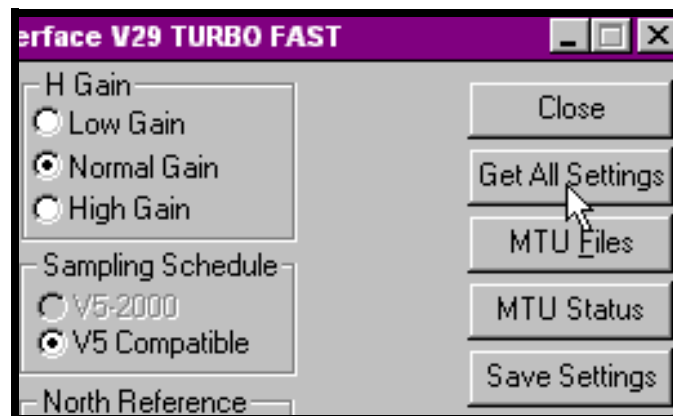 erface V29 TURBO FAST
H Gain
Low Gain
Normal Gain
High Gain
Sampling Schedule
V5-2000
V5 Compatible
North Reference
Close
Get All Settings
MTU Files
MTU Status
Save Settings